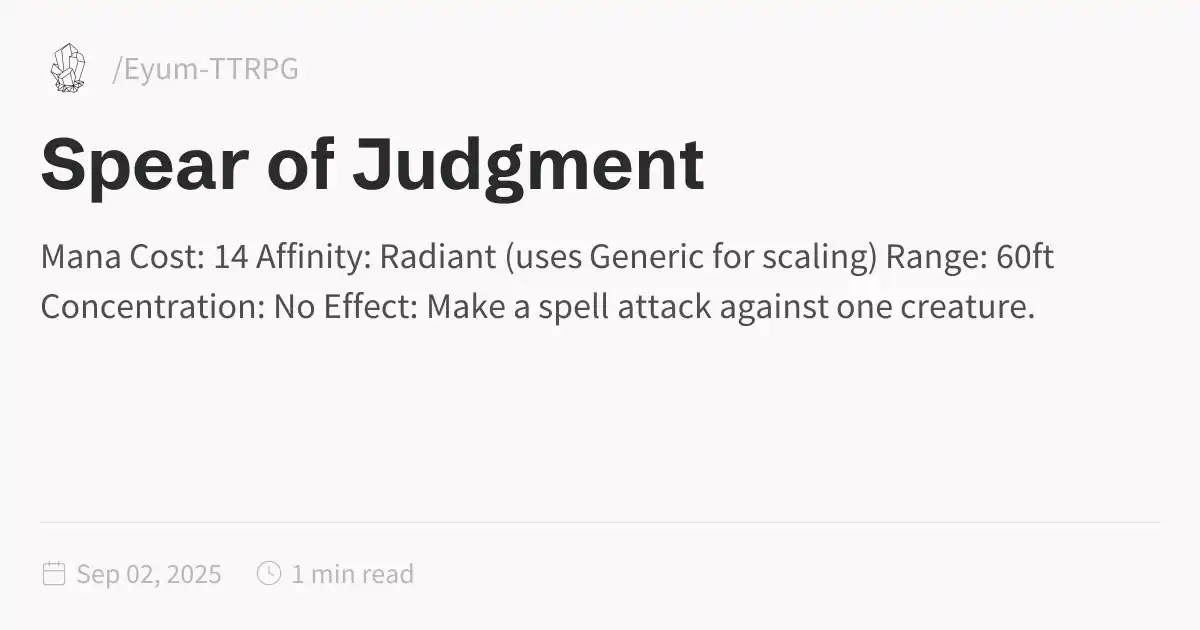 /Eyum-TTRPG
Spear of Judgment
Mana Cost: 14 Affinity: Radiant (uses Generic for scaling) Range: 60ft
Concentration: No Effect: Make a spell attack against one creature.
Sep 02, 2025 1 min read